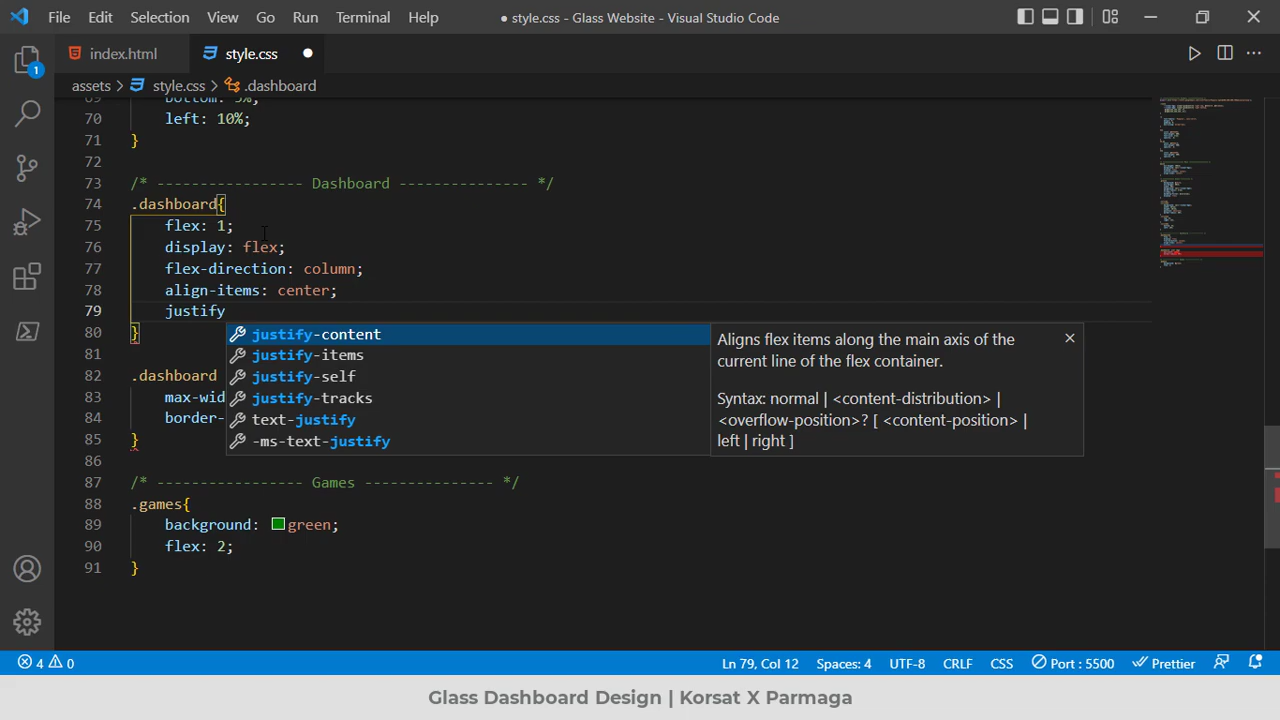 File Edit Selection View Go Run Terminal Help ● style.css - Glass Website - Visual Studio Code
index.html style.css
assets > style.css > .dashboard
1
69 bottom: 5%;
70 left: 10%;
71 }
72
73 /* ----------------- Dashboard --------------- */
74 .dashboard{
75 flex: 1;
76 display: flex;
77 flex-direction: column;
78 align-items: center;
79 justify
80 }
81
82 .dashboard
83 max-wid
84 border-
85 }
86
87 /* ----------------- Games --------------- */
88 .games{
89 background: green;
90 flex: 2;
91 }
justify-content
justify-items
justify-self
justify-tracks
text-justify
-ms-text-justify
Aligns flex items along the main axis of the
current line of the flex container.
Syntax: normal | <content-distribution> |
<overflow-position>? [ <content-position> |
left | right ]
4 0 Ln 79, Col 12 Spaces: 4 UTF-8 CRLF CSS Port : 5500 Prettier
Glass Dashboard Design | Korsat X Parmaga